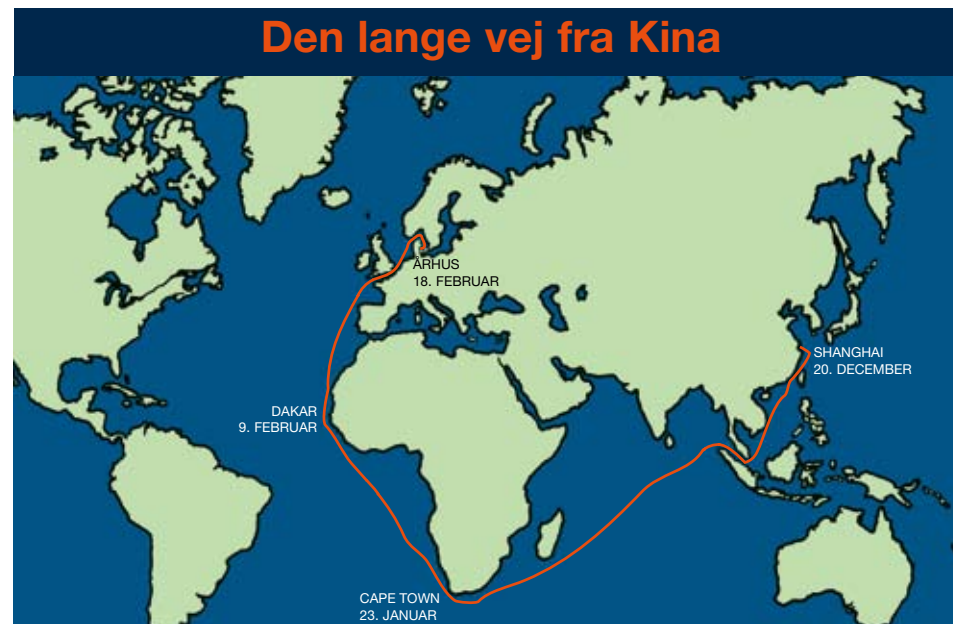 Den lange vej fra Kina
ÅRHUS
18. FEBRUAR
SHANGHAI
20. DECEMBER
DAKAR
9. FEBRUAR
CAPE TOWN
23. JANUAR